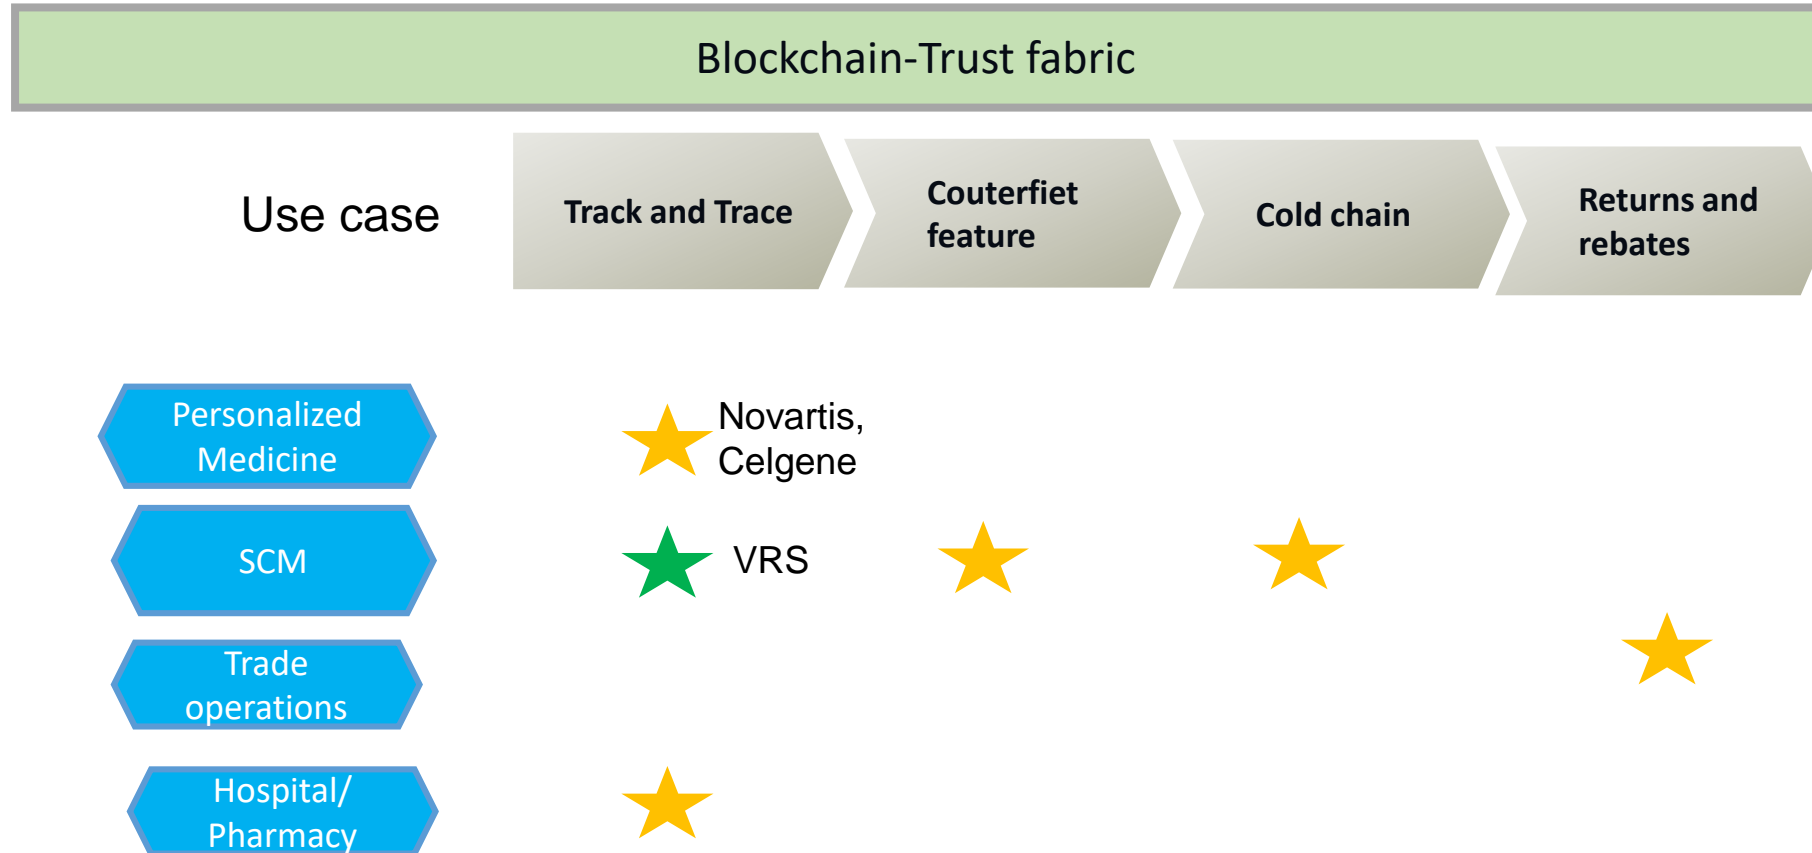 Blockchain-Trust fabric
Use case
Track and Trace
Couterfiet
feature
Cold chain
Returns and
rebates
Personalized
Medicine
Novartis,
Celgene
SCM
VRS
Trade
operations
Hospital/
Pharmacy